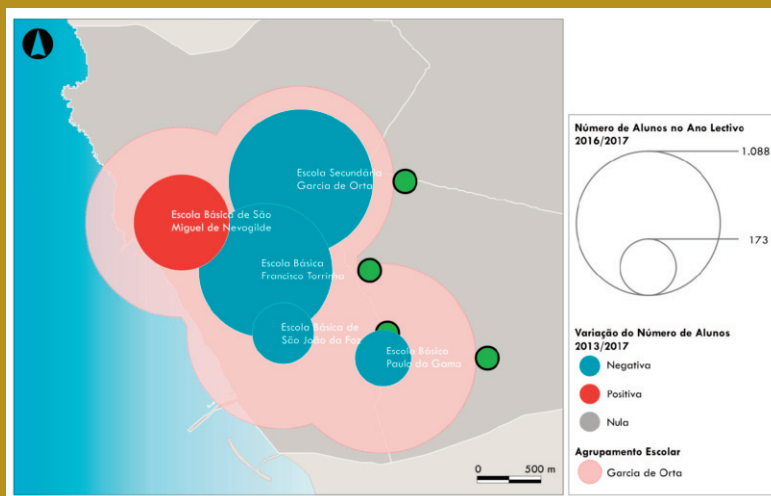 Escola Secundária
Garcia de Orta
Escola Básica de São
Miguel de Nevogilde
Escola Básica
Francisco Torrinha
Escola Básica de
São João da Foz
Escola Básica
Paulo da Gama
0 500 m
Número de Alunos no Ano Lectivo
2016/2017
1.088
173
Variação do Número de Alunos
2013/2017
Negativa
Positiva
Nula
Agrupamento Escolar
Garcia de Orta